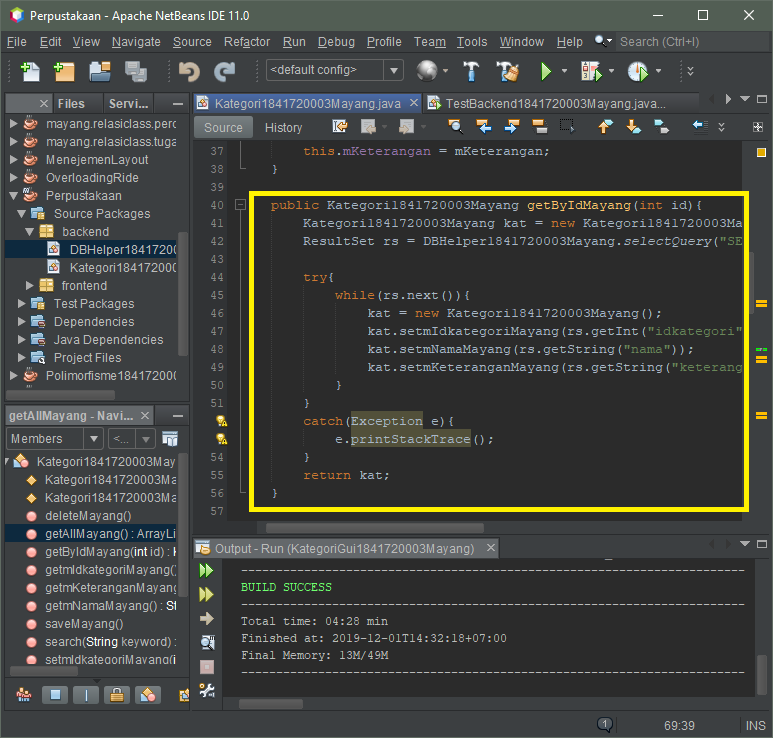 Perpustakaan - Apache NetBeans IDE 11.0
File Edit View Navigate Source Refactor Run Debug Profile Team Tools Window Help Search (Ctrl+I)
<default config>
Files Servi...
Kategori1841720003Mayang.java
TestBackend1841720003Mayang.java...
Source History
mayang.relasiclass.perc
mayang.relasiclass.tuga
MenejemenLayout
OverloadingRide
Perpustakaan
Source Packages
backend
DBHelper184172000
Kategori1841720003
frontend
Test Packages
Dependencies
Java Dependencies
Project Files
Polimorfisme18417200
37 this.mKeterangan = mKeterangan;
38 }
39
40 public Kategori1841720003Mayang getByIdMayang(int id){
41 Kategori1841720003Mayang kat = new Kategori1841720003Ma
42 ResultSet rs = DBHelper1841720003Mayang.selectQuery("SE
43
44 try{
45 while(rs.next()){
46 kat = new Kategori1841720003Mayang();
47 kat.setmIdkategoriMayang(rs.getInt("idkategori"
48 kat.setmNamaMayang(rs.getString("nama"));
49 kat.setmKeteranganMayang(rs.getString("keterang
50 }
51 }
catch(Exception e){
e.printStackTrace();
54 }
55 return kat;
56 }
57
getAllMayang - Navi...
Members
<...
Kategori1841720003May
Kategori1841720003M
Kategori1841720003M
deleteMayang()
getAllMayang() : ArrayLi
getByIdMayang(int id) : K
getmIdkategoriMayang()
getmKeteranganMayang()
getmNamaMayang() : St
saveMayang()
search(String keyword) :
setmIdkategoriMayang(i
Output - Run (KategoriGui1841720003Mayang)
------------------------------------------------------------------------
BUILD SUCCESS
------------------------------------------------------------------------
Total time: 04:28 min
Finished at: 2019-12-01T14:32:18+07:00
Final Memory: 13M/49M
------------------------------------------------------------------------
1
69:39
INS